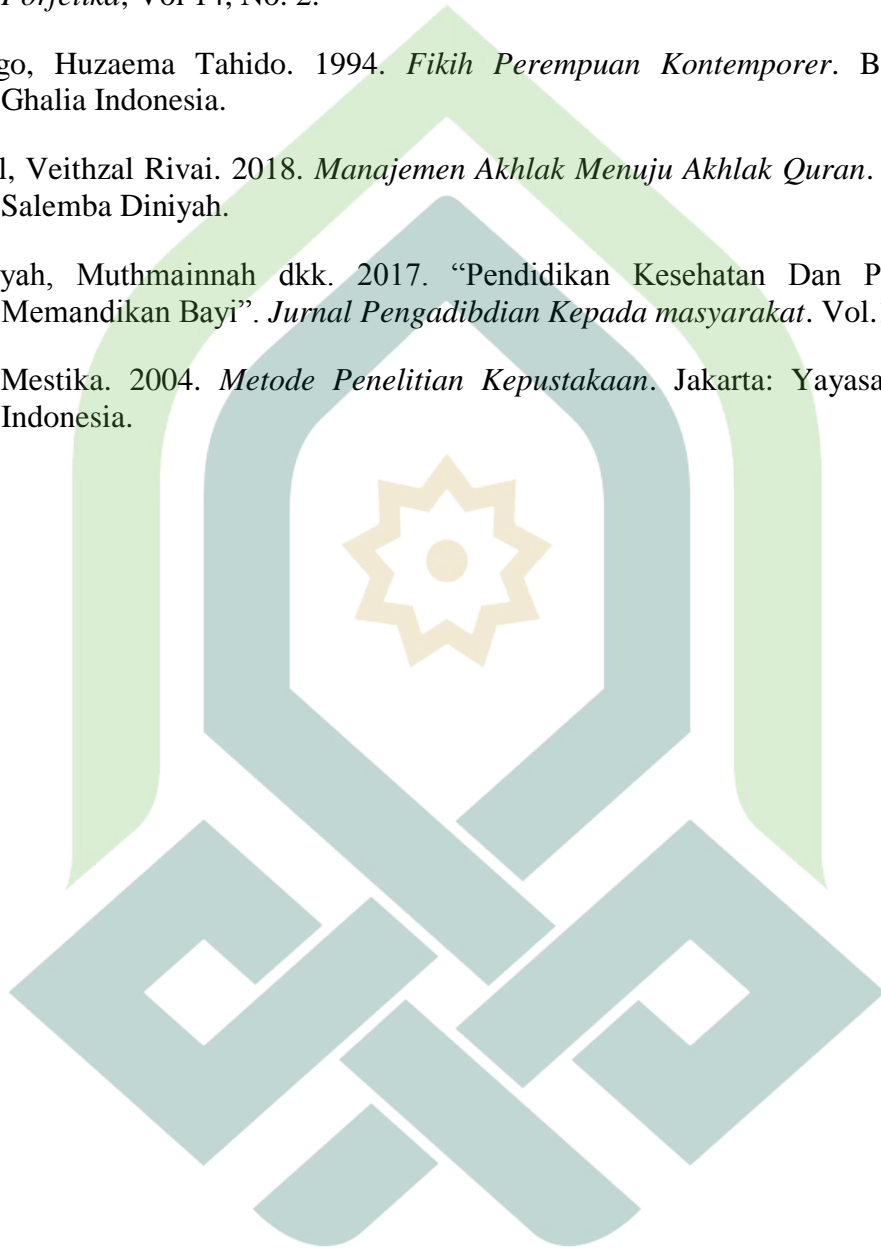 Porfetika, Vol 14, No. 2.
go, Huzaema Tahido. 1994. Fikih Perempuan Kontemporer. B
Ghalia Indonesia.
l, Veithzal Rivai. 2018. Manajemen Akhlak Menuju Akhlak Quran.
Salemba Diniyah.
yah, Muthmainnah dkk. 2017. “Pendidikan Kesehatan Dan P
Memandikan Bayi”. Jurnal Pengadibdian Kepada masyarakat. Vol.
Mestika. 2004. Metode Penelitian Kepustakaan. Jakarta: Yayasa
Indonesia.